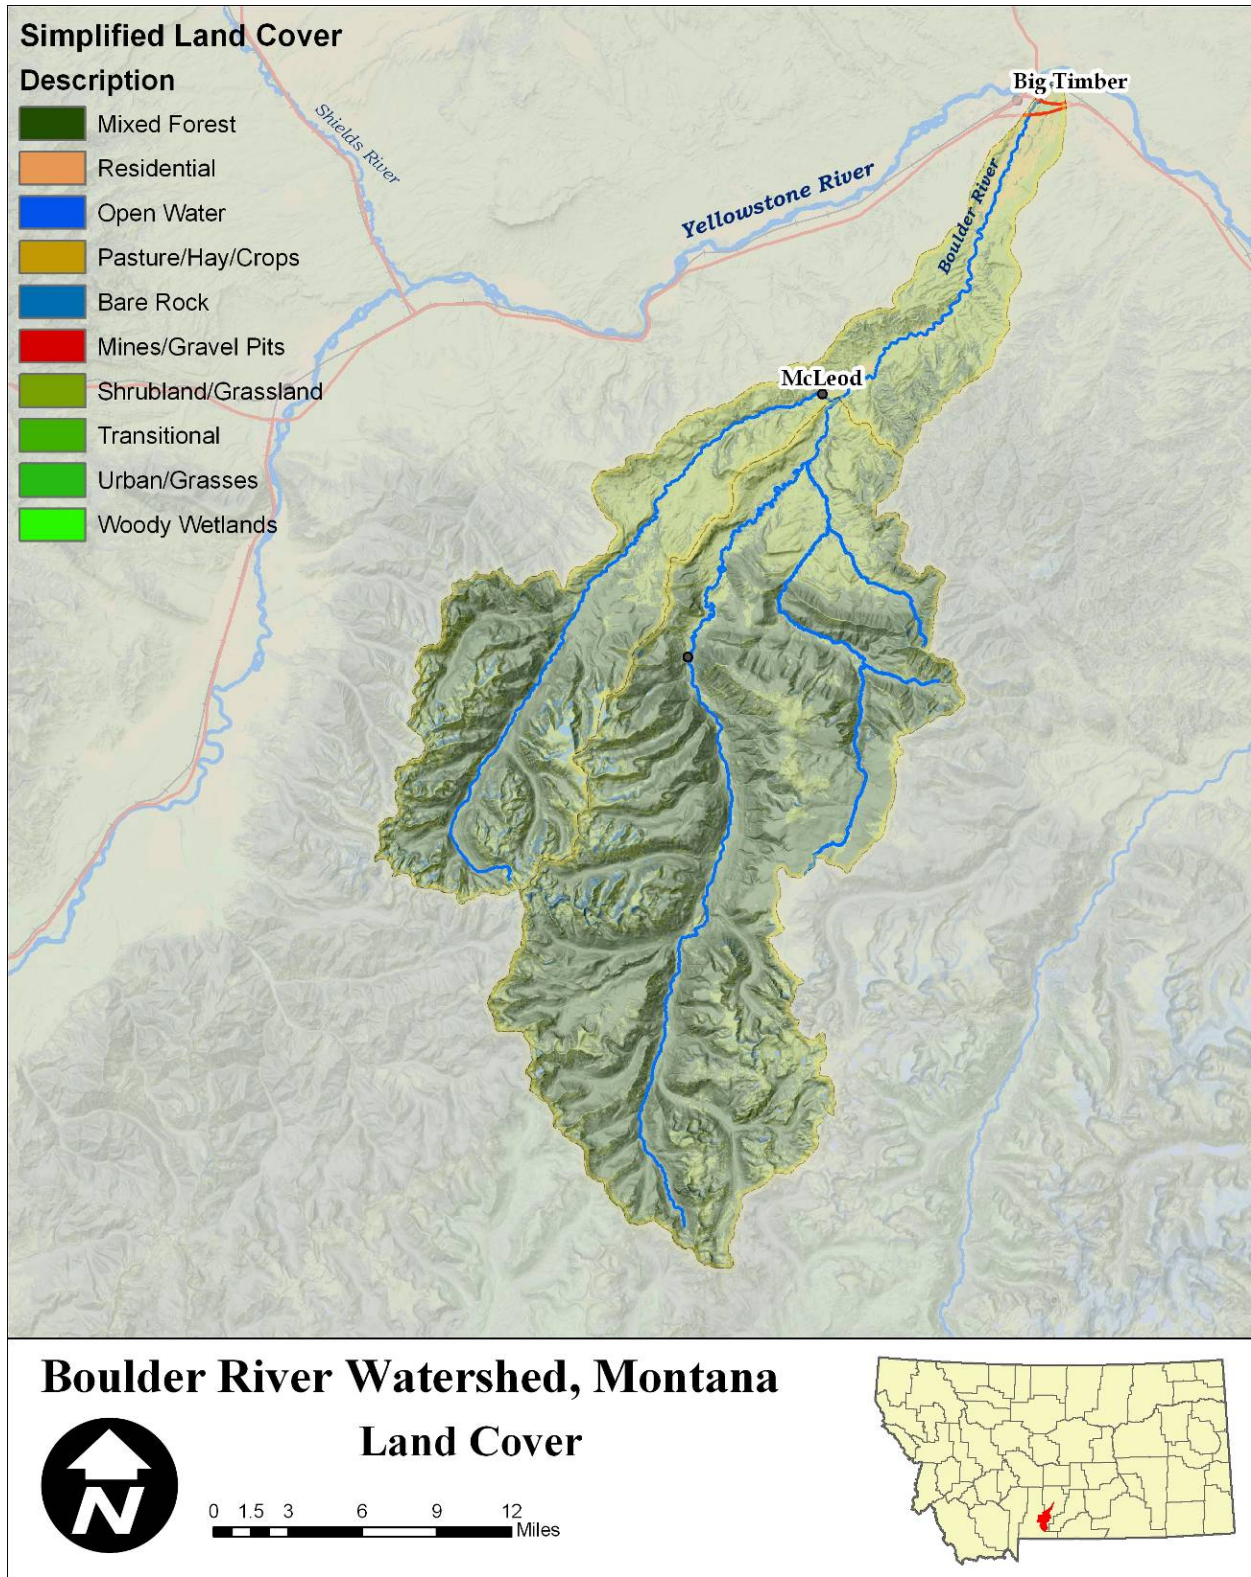 Simplified Land Cover
Description
Mixed Forest
Residential
Open Water
Pasture/Hay/Crops
Bare Rock
Mines/Gravel Pits
Shrubland/Grassland
Transitional
Urban/Grasses
Woody Wetlands
Shields River
Yellowstone River
Big Timber
Boulder River
McLeod
Boulder River Watershed, Montana
Land Cover
N
0 1.5 3 6 9 12
Miles